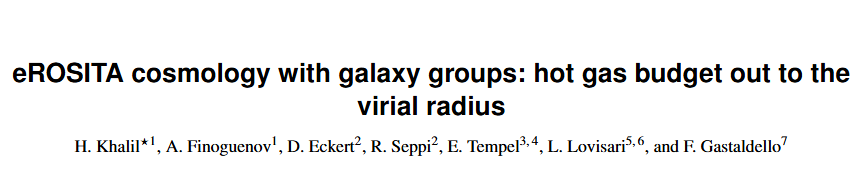 eROSITA cosmology with galaxy groups: hot gas budget out to the
virial radius
H. Khalil⋆1, A. Finoguenov1, D. Eckert2, R. Seppi2, E. Tempel3,4, L. Lovisari5,6, and F. Gastaldello7